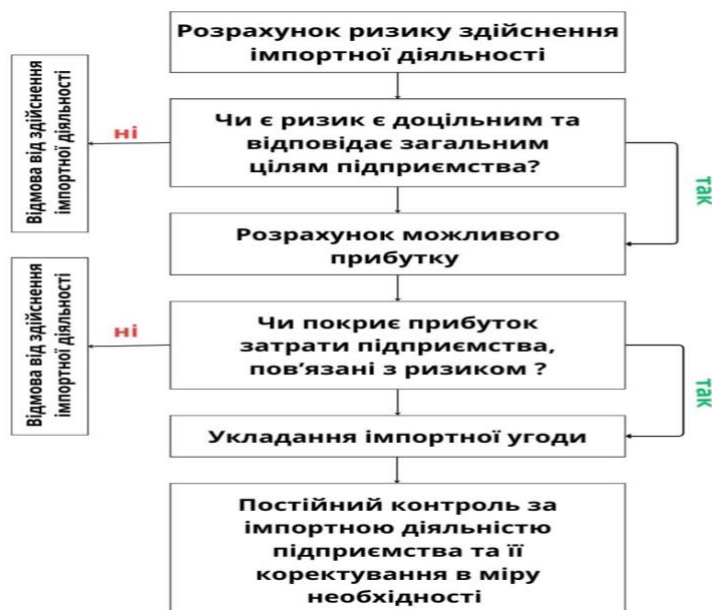 Розрахунок ризику здійснення
імпортної діяльності
Відмова від здійснення
імпортної діяльності
ні
Чи є ризик є доцільним та
відповідає загальним
цілям підприємства?
так
Розрахунок можливого
прибутку
Відмова від здійснення
імпортної діяльності
ні
Чи покриє прибуток
затрати підприємства,
пов’язані з ризиком ?
так
Укладання імпортної угоди
Постійний контроль за
імпортною діяльністю
підприємства та її
коректування в міру
необхідності